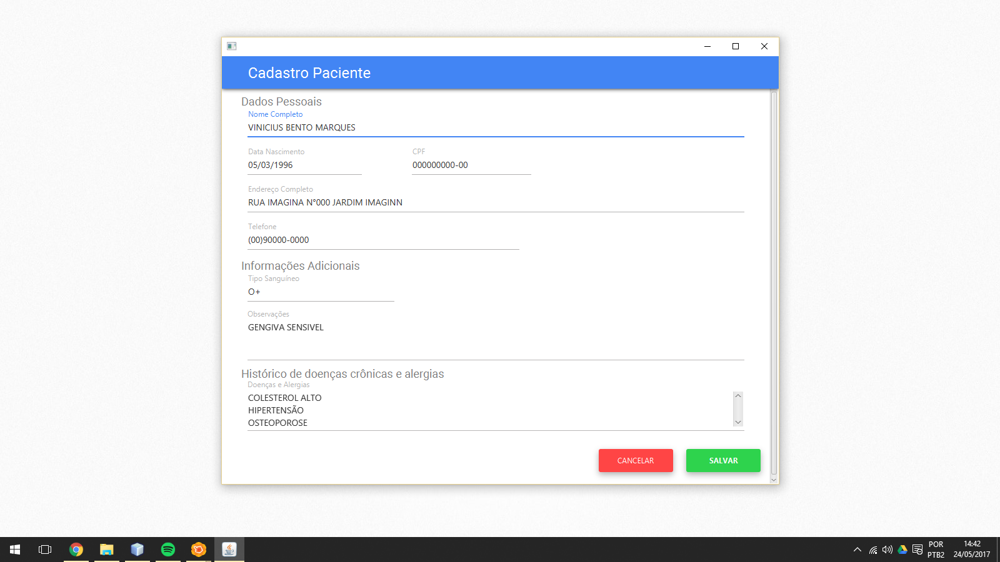 Cadastro Paciente
Dados Pessoais
Nome Completo
VINICIUS BENTO MARQUES
Data Nascimento CPF
05/03/1996 000000000-00
Endereço Completo
RUA IMAGINA N°000 JARDIM IMAGINN
Telefone
(00)90000-0000
Informações Adicionais
Tipo Sanguíneo
O+
Observações
GENGIVA SENSIVEL
Histórico de doenças crônicas e alergias
Doenças e Alergias
COLESTEROL ALTO
HIPERTENSÃO
OSTEOPOROSE
CANCELAR SALVAR
POR 14:42
PTB2 24/05/2017